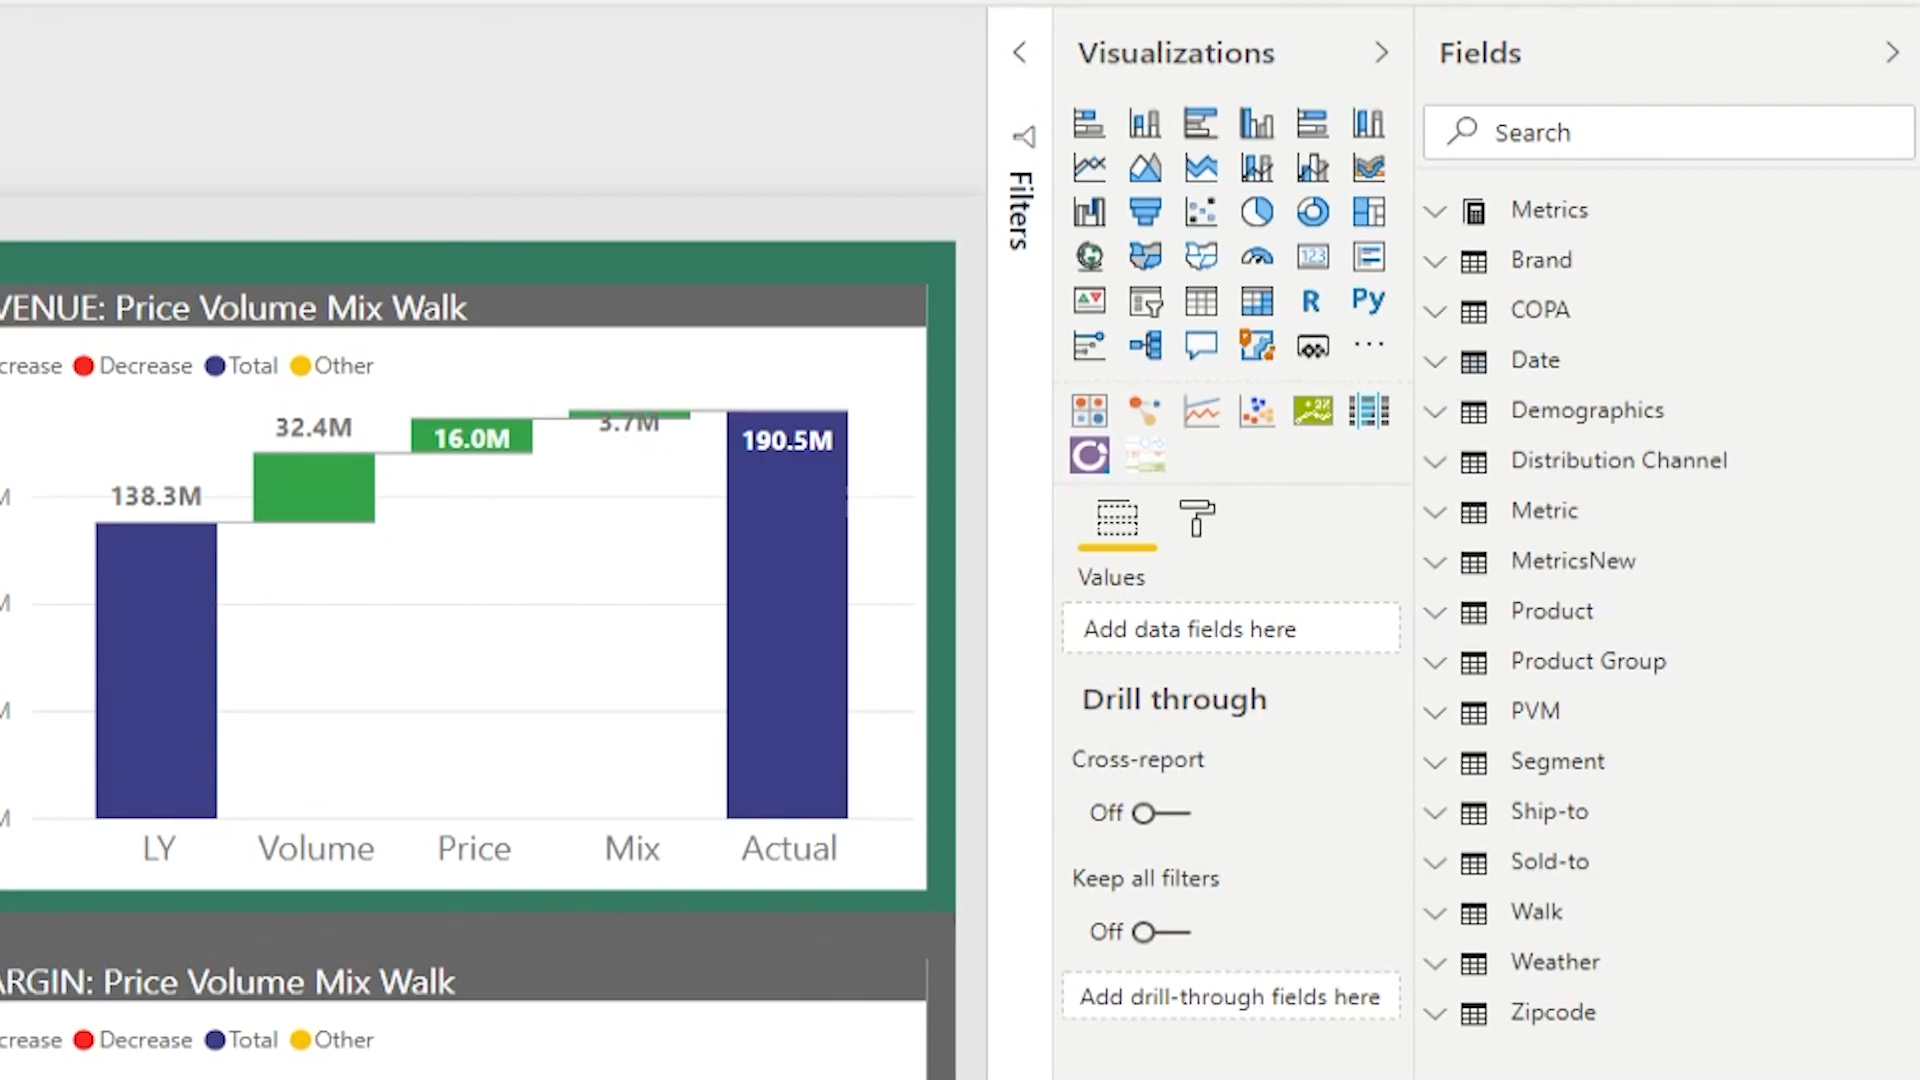 VENUE: Price Volume Mix Walk
crease Decrease Total Other
138.3M
32.4M
16.0M
3.7M
190.5M
M
M
M
M
LY Volume Price Mix Actual
ARGIN: Price Volume Mix Walk
crease Decrease Total Other
Filters
Visualizations
123
R
Py
Values
Add data fields here
Drill through
Cross-report
Off
Keep all filters
Off
Add drill-through fields here
Fields
Search
Metrics
Brand
COPA
Date
Demographics
Distribution Channel
Metric
MetricsNew
Product
Product Group
PVM
Segment
Ship-to
Sold-to
Walk
Weather
Zipcode